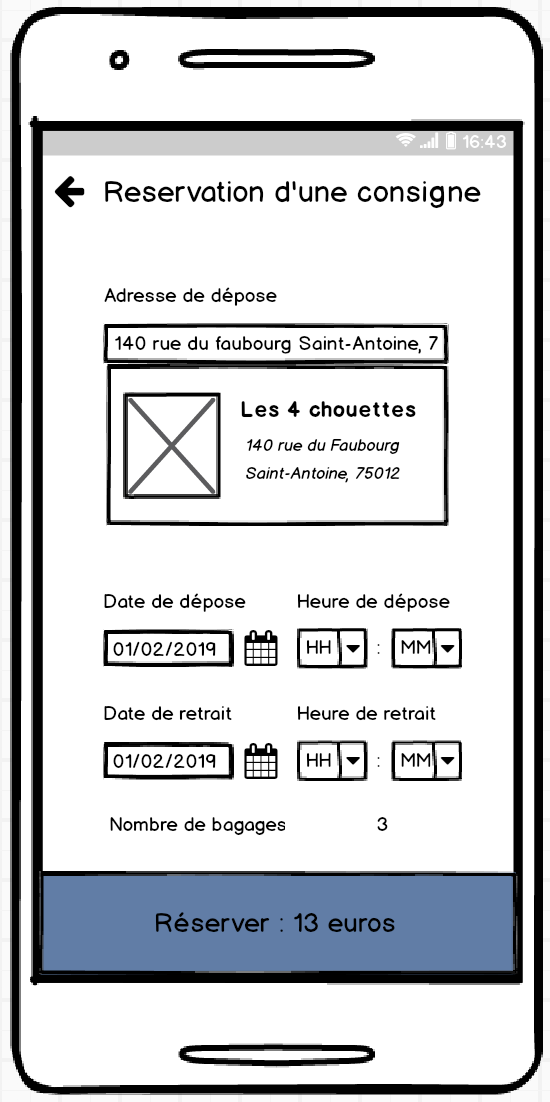 16:43
Reservation d'une consigne
Adresse de dépose
140 rue du faubourg Saint-Antoine, 7
Les 4 chouettes
140 rue du Faubourg
Saint-Antoine, 75012
Date de dépose
Heure de dépose
01/02/2019
HH : MM
Date de retrait
Heure de retrait
01/02/2019
HH : MM
Nombre de bagages 3
Réserver : 13 euros